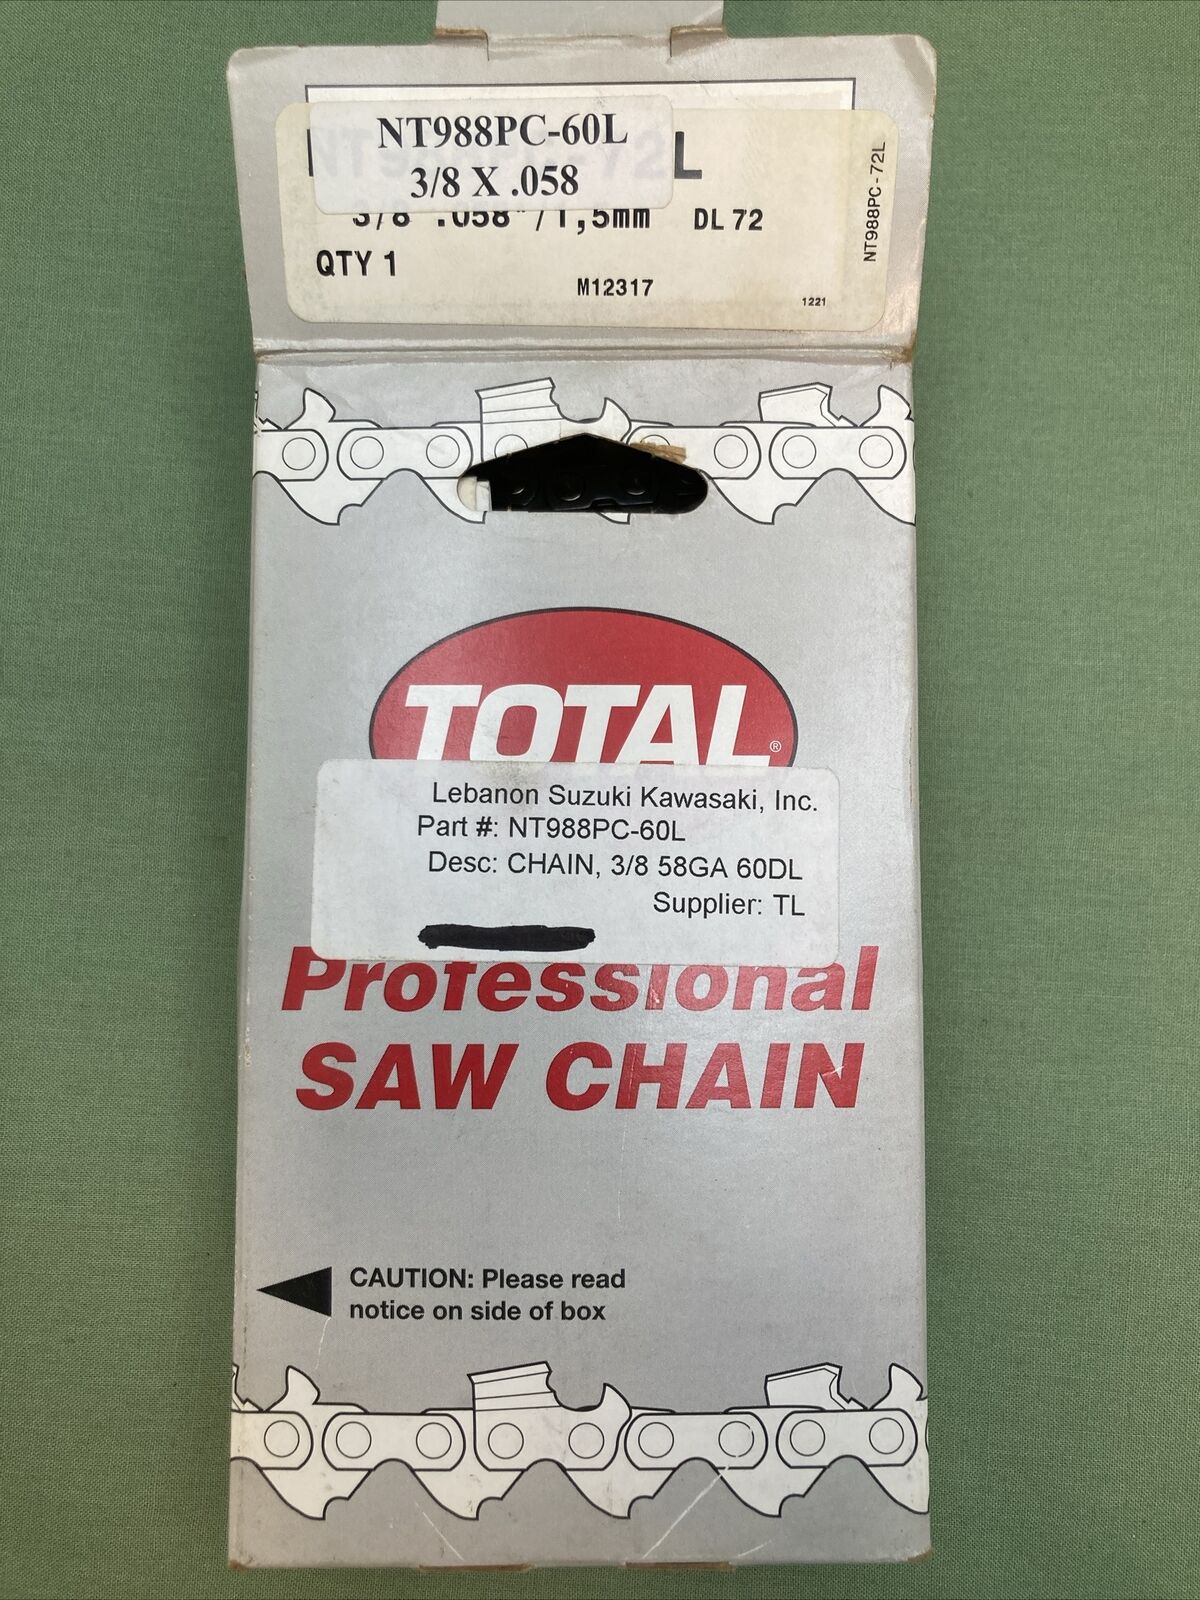 NT988PC-60L
3/8 X .058
L
3/8 .058"/1,5mm DL 72
QTY 1
M12317
1221
NT988PC-72L
TOTAL®
Lebanon Suzuki Kawasaki, Inc.
Part #: NT988PC-60L
Desc: CHAIN, 3/8 58GA 60DL
Supplier: TL
Professional
SAW CHAIN
CAUTION: Please read
notice on side of box